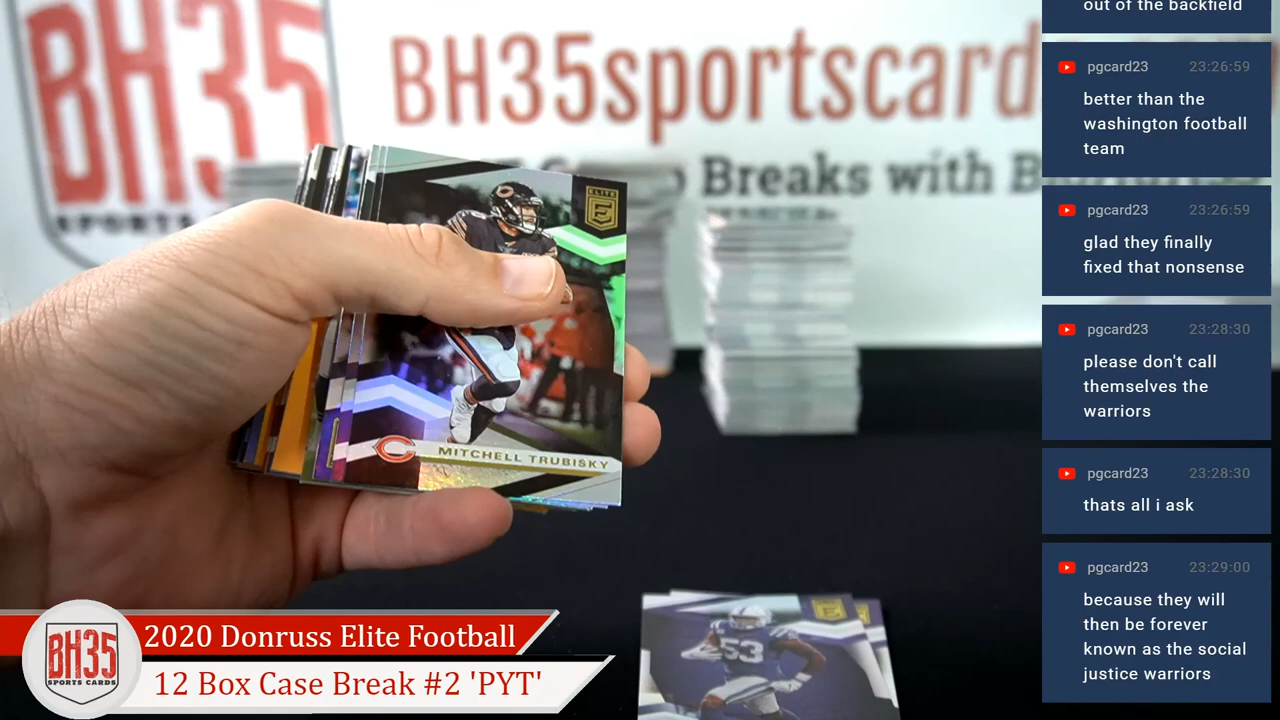 BH35
SPORTS CARDS
BH35sportscard
Breaks with
ELITE
E
MITCHELL TRUBISKY
53
2020 Donruss Elite Football
12 Box Case Break #2 'PYT'
BH35
SPORTS CARDS
out of the backfield
pgcard23 23:26:59
better than the
washington football
team
pgcard23 23:26:59
glad they finally
fixed that nonsense
pgcard23 23:28:30
please don't call
themselves the
warriors
pgcard23 23:28:30
thats all i ask
pgcard23 23:29:00
because they will
then be forever
known as the social
justice warriors